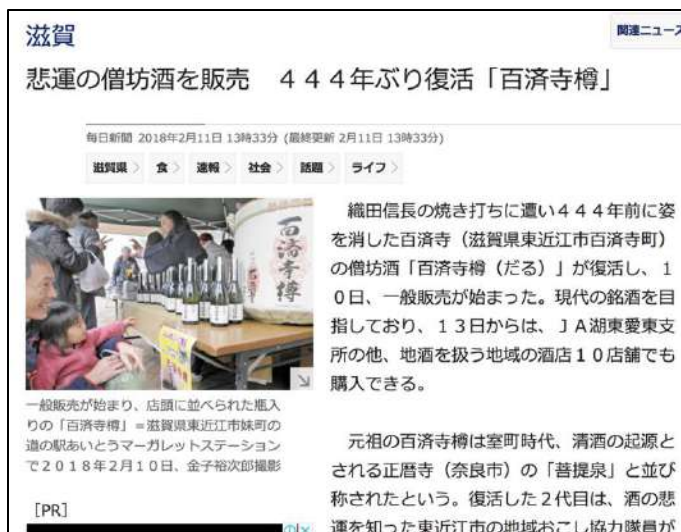 滋賀
関連ニュース
悲運の僧坊酒を販売　４４４年ぶり復活「百済寺樽」
毎日新聞 2018年2月11日 13時33分 (最終更新 2月11日 13時33分)
滋賀県 > 食 > 速報 > 社会 > 話題 > ライフ >
百済寺樽
一般販売が始まり、店頭に並べられた瓶入
りの「百済寺樽」＝滋賀県東近江市妹町の
道の駅あいとうマーガレットステーション
で２０１８年２月１０日、金子裕次郎撮影
[PR]
織田信長の焼き打ちに遭い４４４年前に姿
を消した百済寺（滋賀県東近江市百済寺町）
の僧坊酒「百済寺樽（だる）」が復活し、１
０日、一般販売が始まった。現代の銘酒を目
指しており、１３日からは、ＪＡ湖東愛東支
所の他、地酒を扱う地域の酒店１０店舗でも
購入できる。
元祖の百済寺樽は室町時代、清酒の起源と
される正暦寺（奈良市）の「菩提泉」と並び
称されたという。復活した２代目は、酒の悲
運を知った東近江市の地域おこし協力隊員が